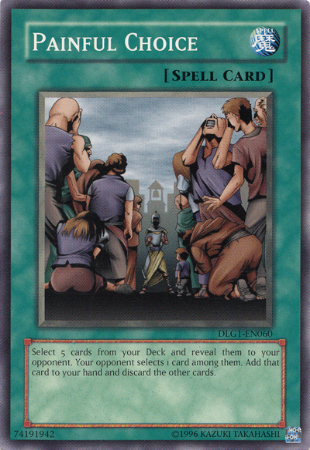 PAINFUL CHOICE
[SPELL CARD]
DLG1-EN060
Select 5 cards from your Deck and reveal them to your
opponent. Your opponent selects 1 card among them. Add that
card to your hand and discard the other cards.
74191942
©1996 KAZUKI TAKAHASHI